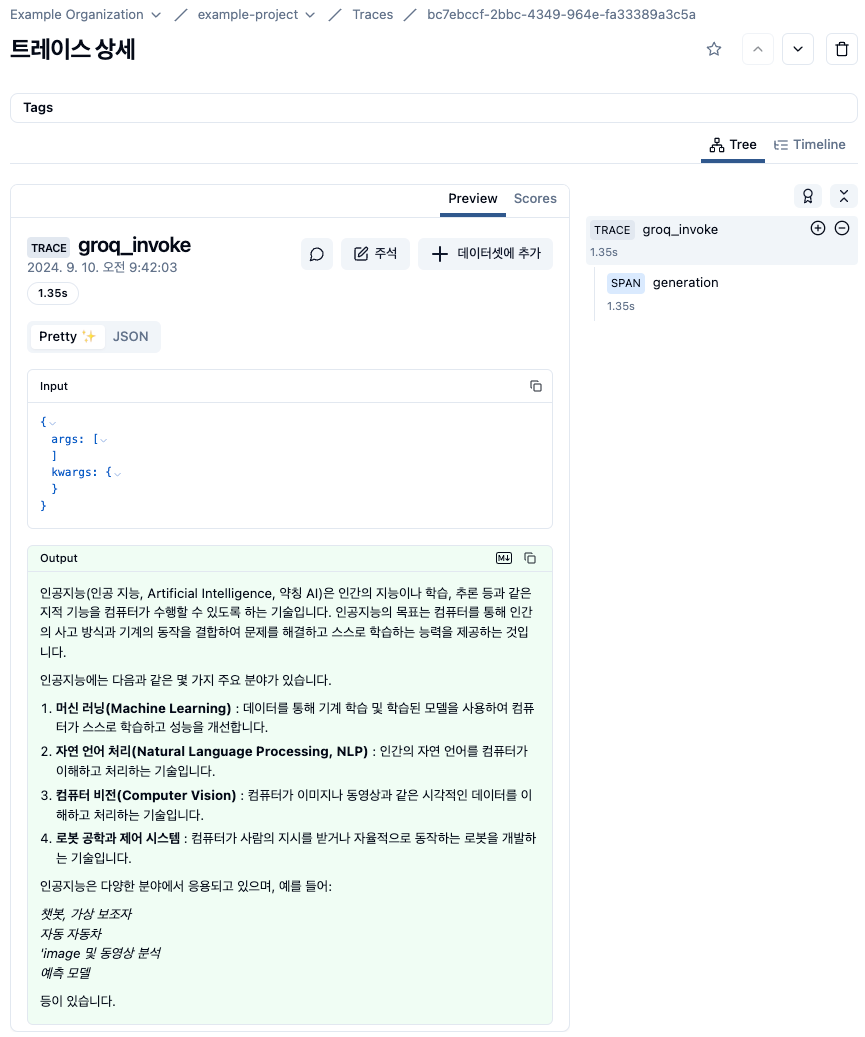 Example Organization / example-project / Traces / bc7ebccf-2bbc-4349-964e-fa33389a3c5a
트레이스 상세
Tags
Tree Timeline
Preview Scores
TRACE groq_invoke
2024. 9. 10. 오전 9:42:03
주석
데이터셋에 추가
1.35s
Pretty ✨ JSON
Input
{
args: [
]
kwargs: {
}
}
Output
인공지능(인공 지능, Artificial Intelligence, 약칭 AI)은 인간의 지능이나 학습, 추론 등과 같은
지적 기능을 컴퓨터가 수행할 수 있도록 하는 기술입니다. 인공지능의 목표는 컴퓨터를 통해 인간
의 사고 방식과 기계의 동작을 결합하여 문제를 해결하고 스스로 학습하는 능력을 제공하는 것입
니다.
인공지능에는 다음과 같은 몇 가지 주요 분야가 있습니다.
1. 머신 러닝(Machine Learning) : 데이터를 통해 기계 학습 및 학습된 모델을 사용하여 컴퓨
터가 스스로 학습하고 성능을 개선합니다.
2. 자연 언어 처리(Natural Language Processing, NLP) : 인간의 자연 언어를 컴퓨터가
이해하고 처리하는 기술입니다.
3. 컴퓨터 비전(Computer Vision) : 컴퓨터가 이미지나 동영상과 같은 시각적인 데이터를 이
해하고 처리하는 기술입니다.
4. 로봇 공학과 제어 시스템 : 컴퓨터가 사람의 지시를 받거나 자율적으로 동작하는 로봇을 개발하
는 기술입니다.
인공지능은 다양한 분야에서 응용되고 있으며, 예를 들어:
챗봇, 가상 보조자
자동 자동차
'image 및 동영상 분석
예측 모델
등이 있습니다.
TRACE groq_invoke
1.35s
SPAN generation
1.35s